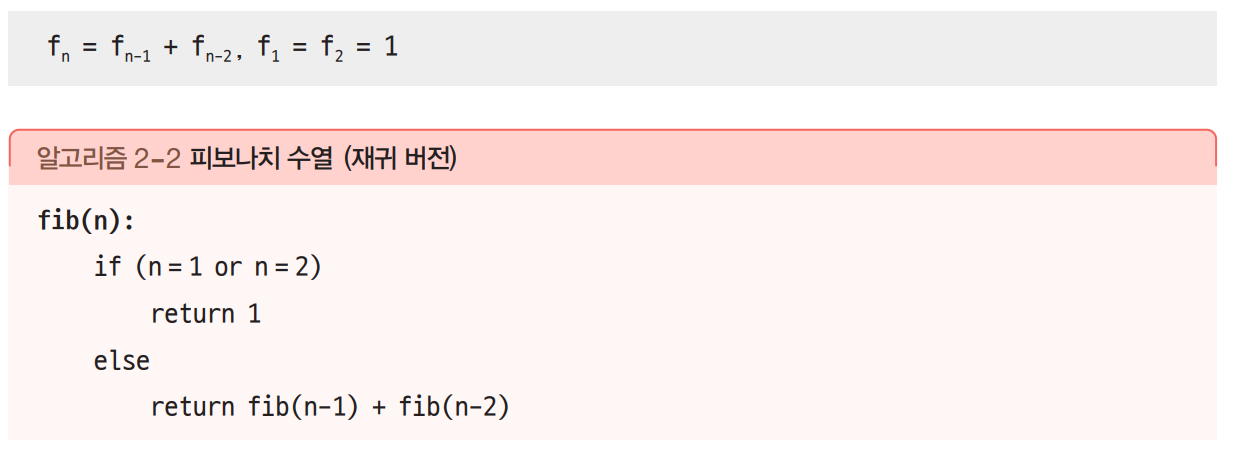 fₙ = fₙ₋₁ + fₙ₋₂, f₁ = f₂ = 1
알고리즘 2-2 피보나치 수열 (재귀 버전)
fib(n):
if (n=1 or n=2)
return 1
else
return fib(n-1) + fib(n-2)